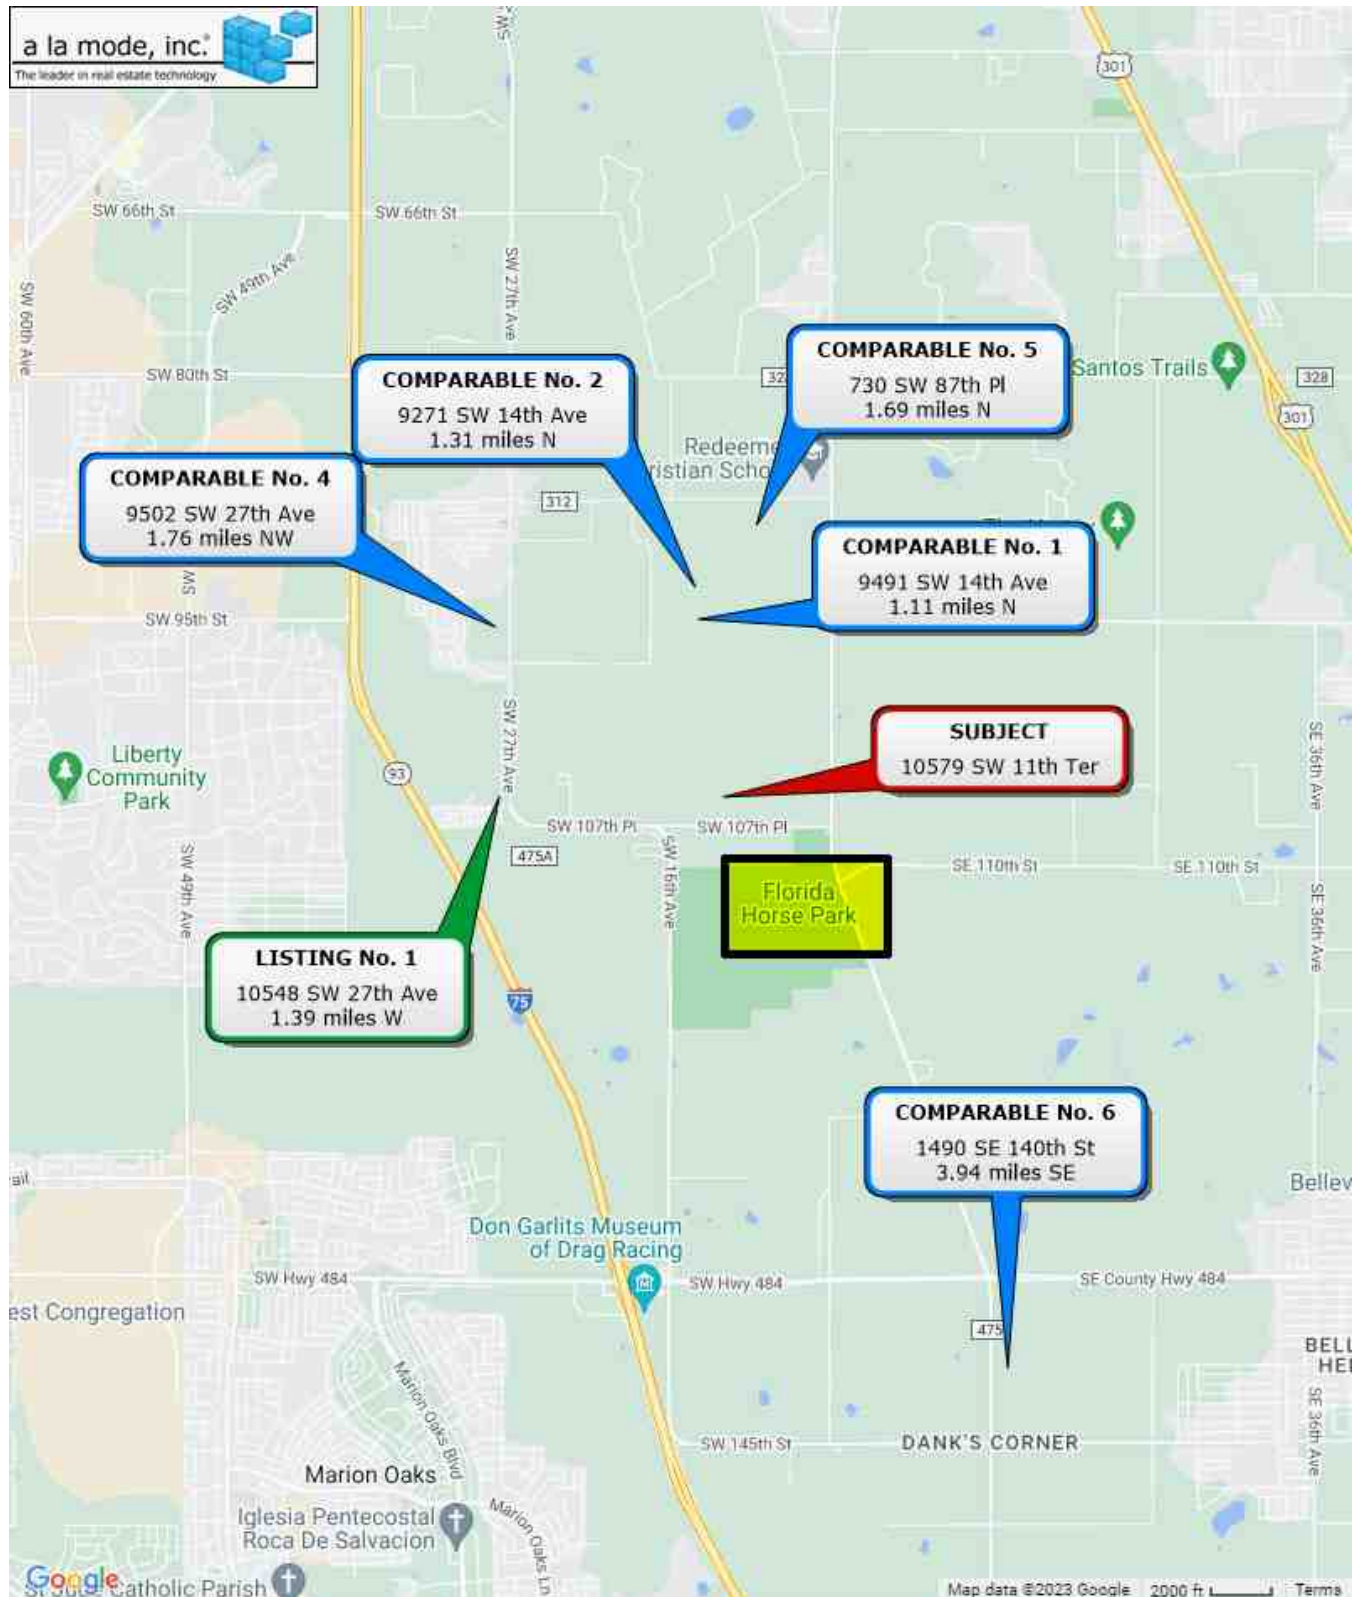 a la mode, inc.
The leader in real estate technology
SW
301
SW 66th St
SW 66th St
SW 49th Ave
SW 27th Ave
SW 60th Ave
SW 80th St
COMPARABLE No. 5
730 SW 87th Pl
1.69 miles N
Santos Trails
328
301
COMPARABLE No. 2
9271 SW 14th Ave
1.31 miles N
COMPARABLE No. 4
9502 SW 27th Ave
1.76 miles NW
312
COMPARABLE No. 1
9491 SW 14th Ave
1.11 miles N
SW
SW 95th St
SW 27th Ave
SUBJECT
10579 SW 11th Ter
SE 36th Ave
Liberty
Community
Park
93
SW 107th Pl
SW 107th Pl
475A
SW 16th Ave
SW 49th Ave
SE 110th St
SE 110th St
SE 36th Ave
Florida
Horse Park
LISTING No. 1
10548 SW 27th Ave
1.39 miles W
75
COMPARABLE No. 6
1490 SE 140th St
3.94 miles SE
Bellev
ail
Don Garlits Museum
of Drag Racing
SW Hwy 484
SW Hwy 484
SE County Hwy 484
est Congregation
475
BELL
HEI
Marion Oaks Blvd
SE 36th Ave
SW 145th St
DANK'S CORNER
Marion Oaks
Iglesia Pentecostal
Roca De Salvacion
Marion Oaks Ln
Google
Catholic Parish
Map data ©2023 Google
2000 ft
Terms